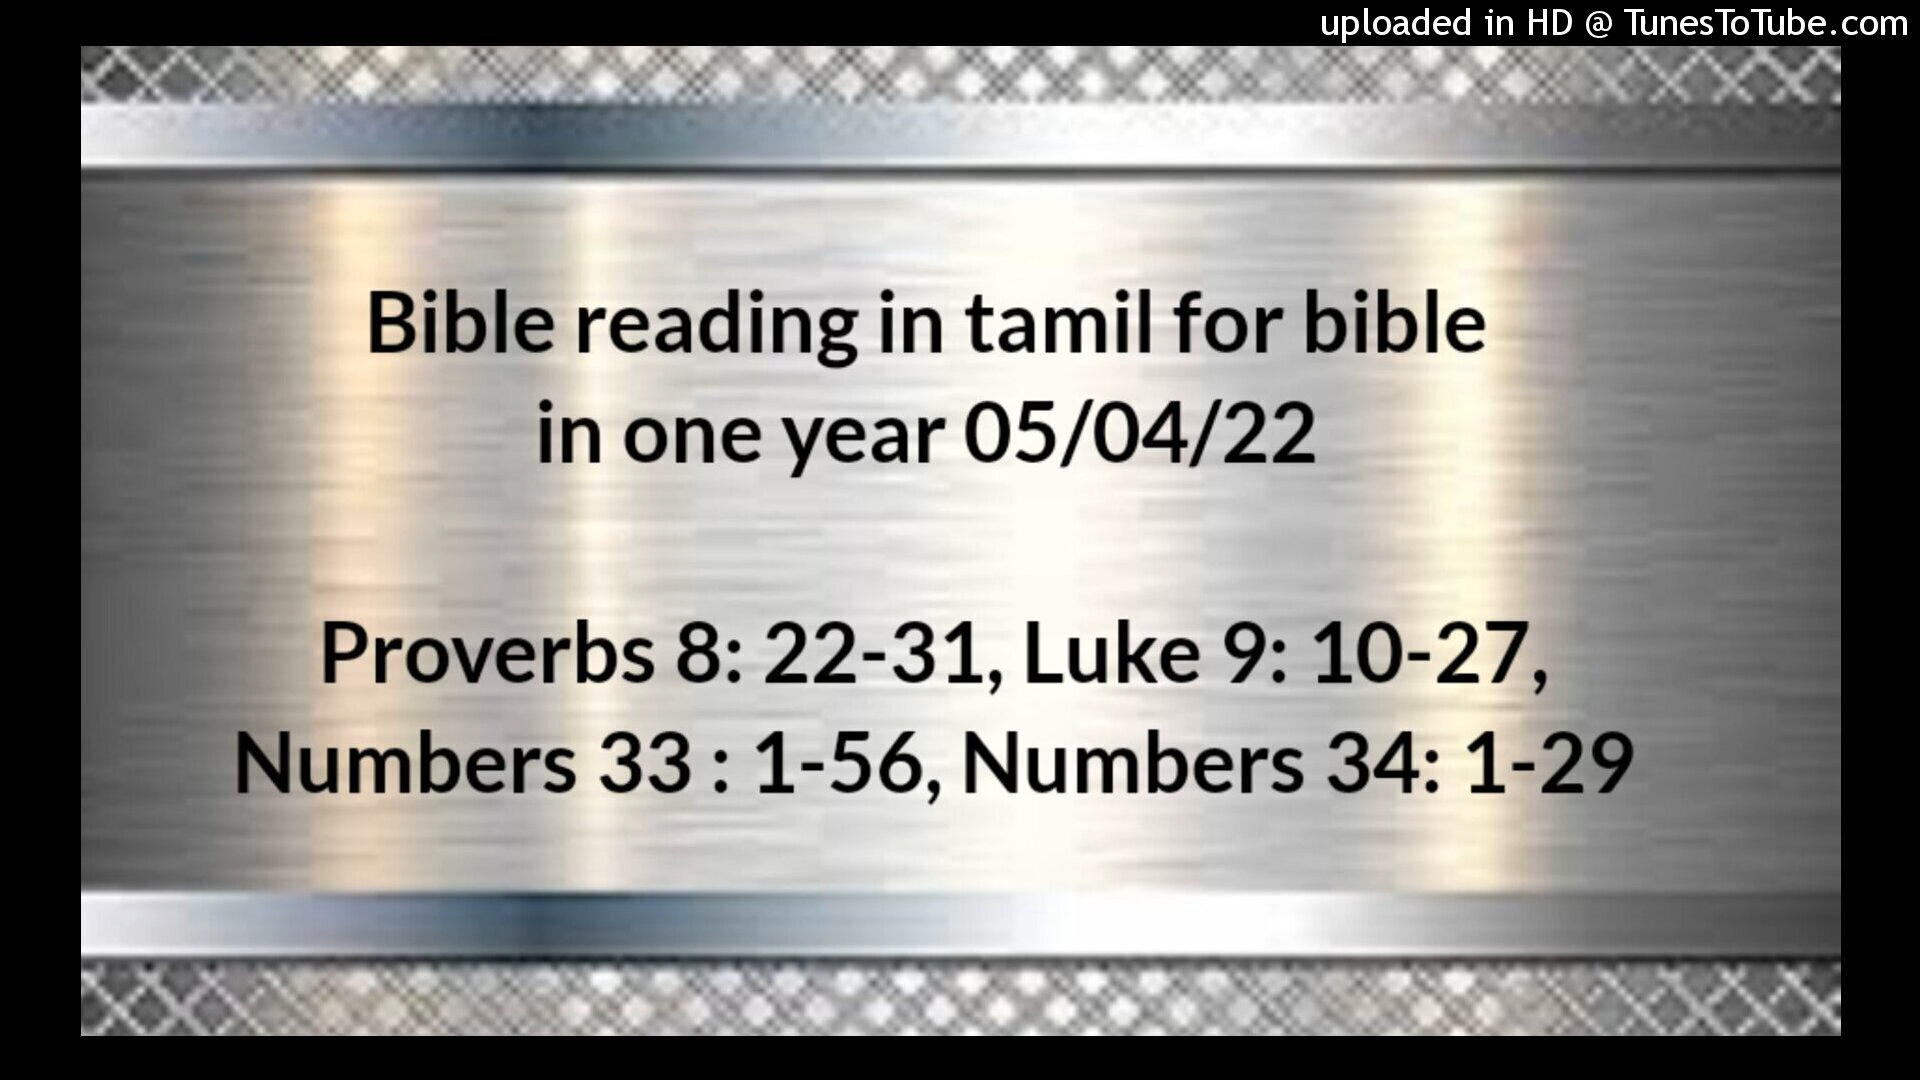 uploaded in HD @ TunesToTube.com
Bible reading in tamil for bible
in one year 05/04/22
Proverbs 8: 22-31, Luke 9: 10-27,
Numbers 33 : 1-56, Numbers 34: 1-29